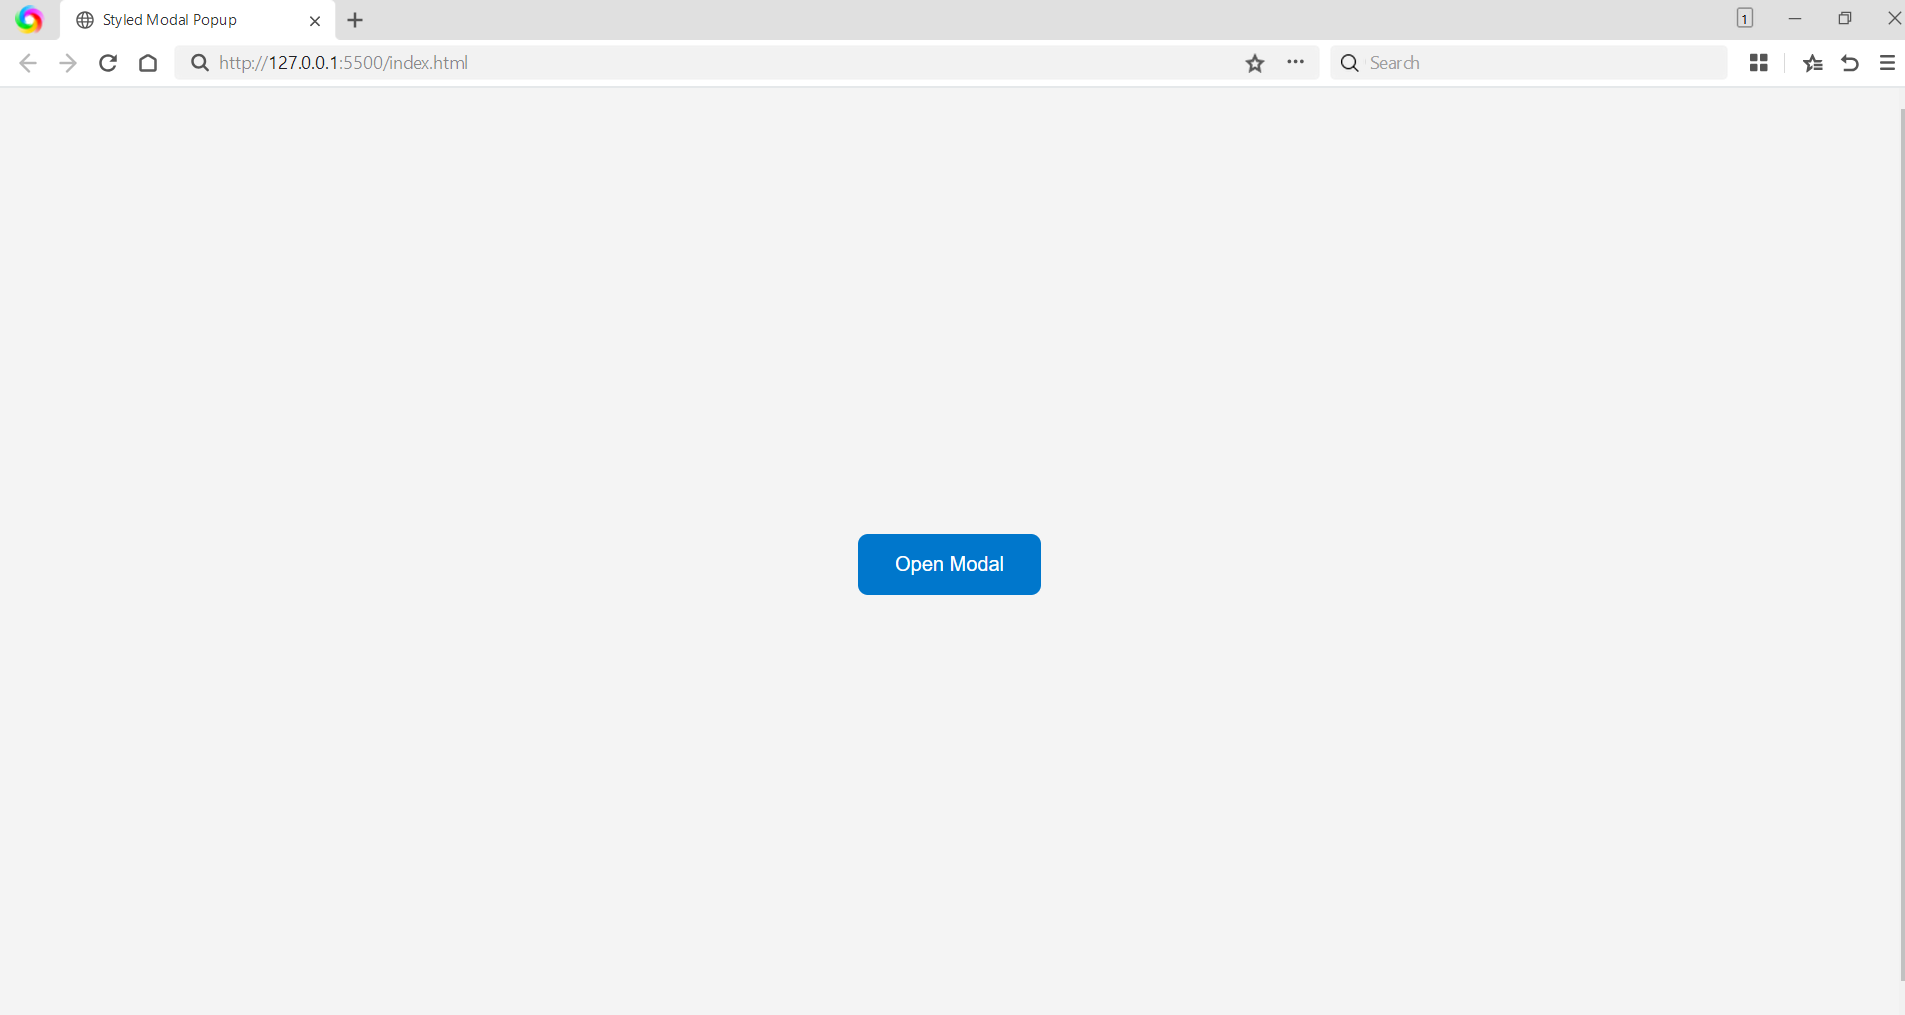 Styled Modal Popup
1
http://127.0.0.1:5500/index.html
Search
Open Modal